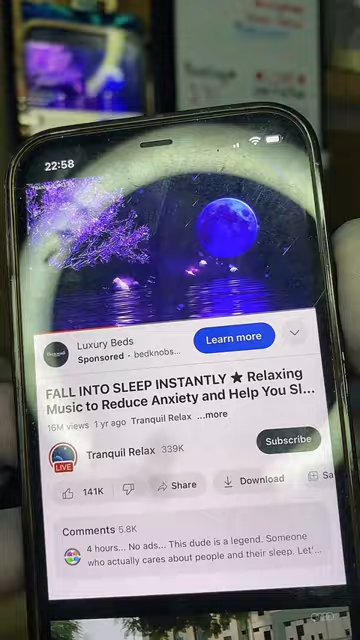 22:58
Luxury Beds
Sponsored • bedknobs...
Learn more
FALL INTO SLEEP INSTANTLY ★ Relaxing
Music to Reduce Anxiety and Help You Sl...
16M views 1 yr ago Tranquil Relax ...more
Tranquil Relax 339K
LIVE
Subscribe
141K
Share
Download
Sa
Comments 5.8K
4 hours... No ads... This dude is a legend. Someone
who actually cares about people and their sleep. Let'...